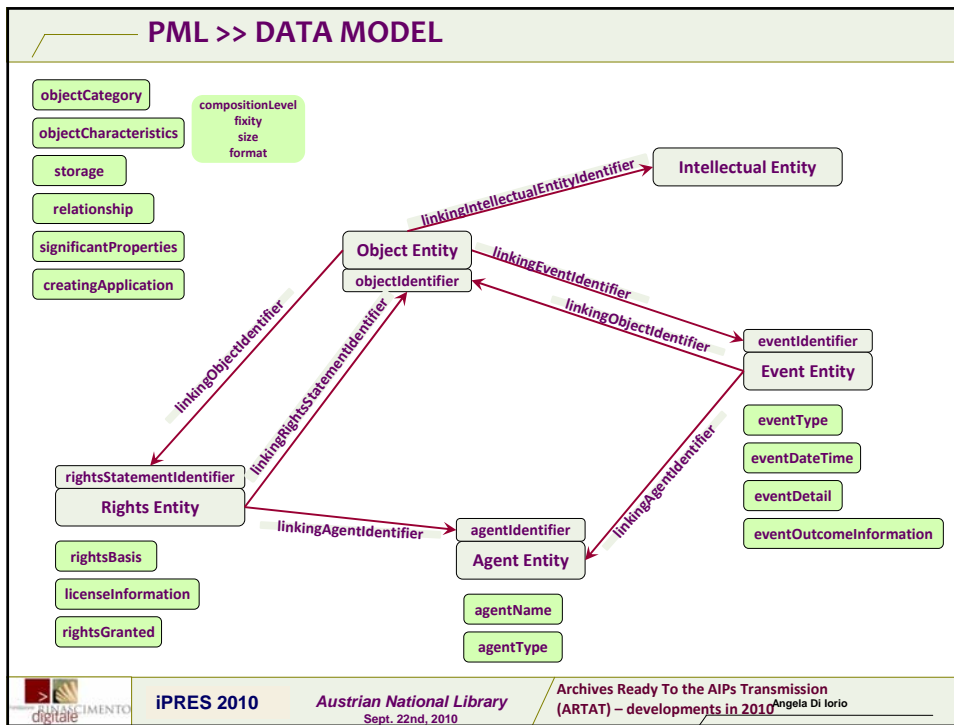 PML >> DATA MODEL
objectCategory
objectCharacteristics
storage
relationship
significantProperties
creatingApplication
compositionLevel
fixity
size
format
Intellectual Entity
linkingIntellectualEntityIdentifier
Object Entity
objectIdentifier
linkingEventIdentifier
linkingObjectIdentifier
linkingObjectIdentifier
linkingRightsStatementIdentifier
eventIdentifier
Event Entity
eventType
eventDateTime
eventDetail
eventOutcomeInformation
linkingAgentIdentifier
rightsStatementIdentifier
Rights Entity
linkingAgentIdentifier
rightsBasis
licenseInformation
rightsGranted
agentIdentifier
Agent Entity
agentName
agentType
RINASCIMENTO
digitale
iPRES 2010
Austrian National Library
Sept. 22nd, 2010
Archives Ready To the AIPs Transmission
(ARTAT) – developments in 2010
Angela Di Iorio